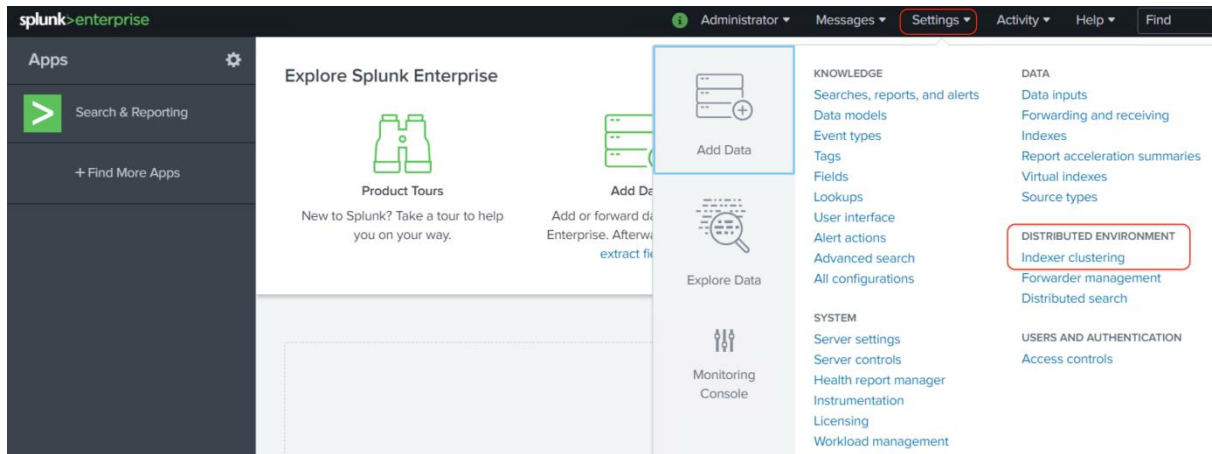 splunk>enterprise
i Administrator Messages Settings Activity Help Find
Apps
Search & Reporting
+ Find More Apps
Explore Splunk Enterprise
Product Tours
New to Splunk? Take a tour to help
you on your way.
Add Da
Add or forward da
Enterprise. Afterwa
extract fie
Add Data
Explore Data
Monitoring
Console
KNOWLEDGE
Searches, reports, and alerts
Data models
Event types
Tags
Fields
Lookups
User interface
Alert actions
Advanced search
All configurations
SYSTEM
Server settings
Server controls
Health report manager
Instrumentation
Licensing
Workload management
DATA
Data inputs
Forwarding and receiving
Indexes
Report acceleration summaries
Virtual indexes
Source types
DISTRIBUTED ENVIRONMENT
Indexer clustering
Forwarder management
Distributed search
USERS AND AUTHENTICATION
Access controls